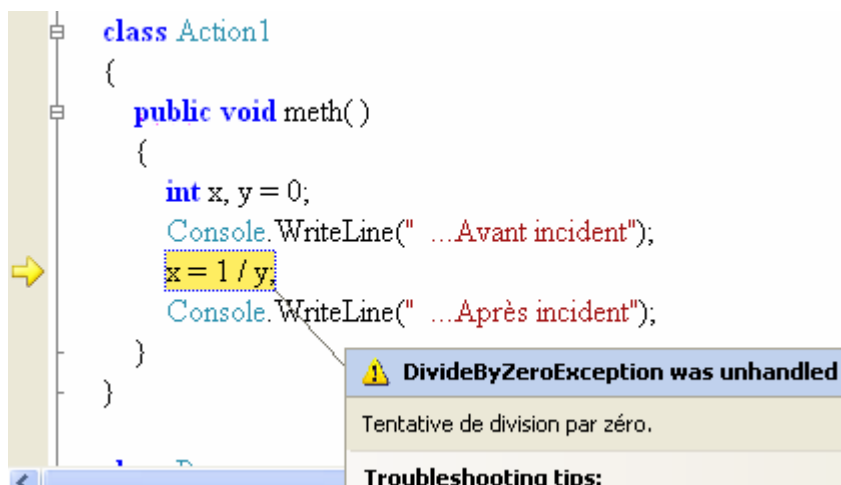 class Action1
{
public void meth( )
{
int x, y = 0;
Console.WriteLine("  ...Avant incident");
x = 1 / y;
Console.WriteLine("  ...Après incident");
}
}
DivideByZeroException was unhandled
Tentative de division par zéro.
Troubleshooting tips: